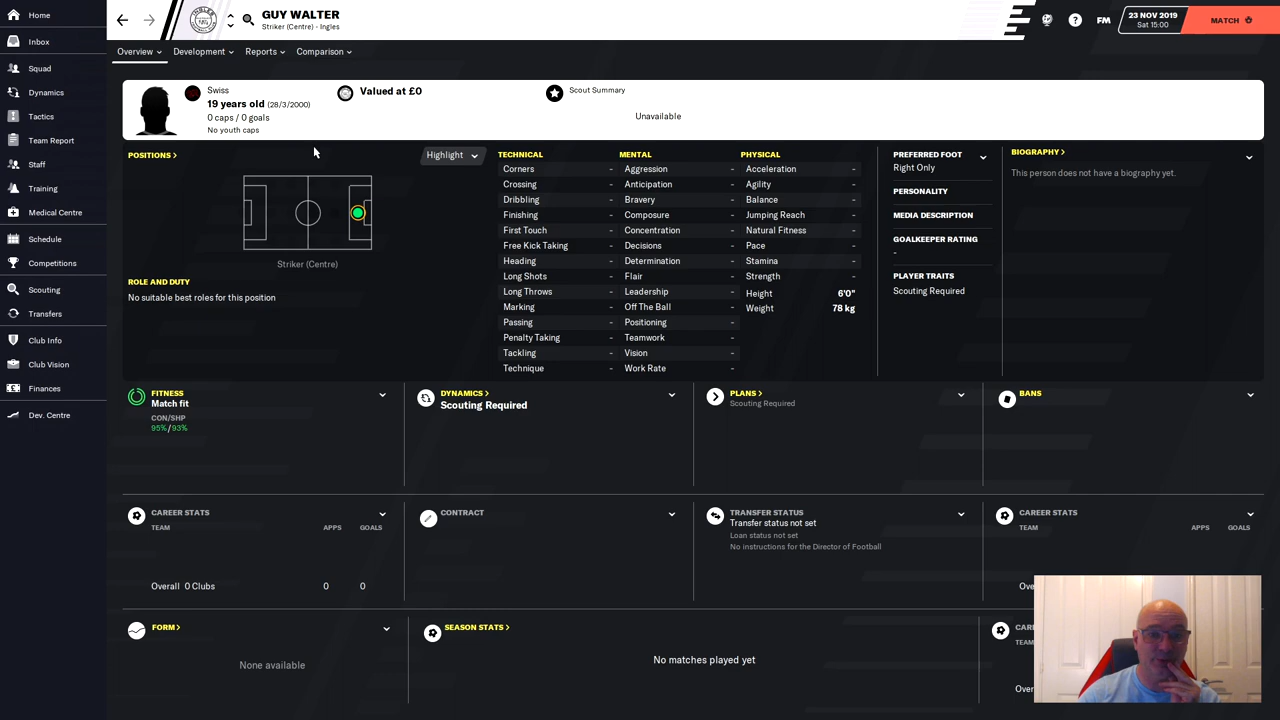 Home
Inbox
Squad
Dynamics
Tactics
Team Report
Staff
Training
Medical Centre
Schedule
Competitions
Scouting
Transfers
Club Info
Club Vision
Finances
Dev. Centre
GUY WALTER
Striker (Centre) - Ingles
FM
23 NOV 2019
Sat 15:00
MATCH
Overview
Development
Reports
Comparison
Swiss
19 years old (28/3/2000)
0 caps / 0 goals
No youth caps
Valued at £0
Scout Summary
Unavailable
POSITIONS >
Highlight
Striker (Centre)
ROLE AND DUTY
No suitable best roles for this position
TECHNICAL
Corners -
Crossing -
Dribbling -
Finishing -
First Touch -
Free Kick Taking -
Heading -
Long Shots -
Long Throws -
Marking -
Passing -
Penalty Taking -
Tackling -
Technique -
MENTAL
Aggression -
Anticipation -
Bravery -
Composure -
Concentration -
Decisions -
Determination -
Flair -
Leadership -
Off The Ball -
Positioning -
Teamwork -
Vision -
Work Rate -
PHYSICAL
Acceleration -
Agility -
Balance -
Jumping Reach -
Natural Fitness -
Pace -
Stamina -
Strength -
Height 6'0"
Weight 78 kg
PREFERRED FOOT
Right Only
PERSONALITY
MEDIA DESCRIPTION
GOALKEEPER RATING
-
PLAYER TRAITS
Scouting Required
BIOGRAPHY >
This person does not have a biography yet.
FITNESS
Match fit
CON/SHP
95%/93%
DYNAMICS >
Scouting Required
PLANS >
Scouting Required
BANS
CAREER STATS
TEAM APPS GOALS
Overall 0 Clubs 0 0
CONTRACT
TRANSFER STATUS
Transfer status not set
Loan status not set
No instructions for the Director of Football
CAREER STATS
TEAM APPS GOALS
Ove
FORM >
None available
SEASON STATS >
No matches played yet
CAR
TEAM
Over